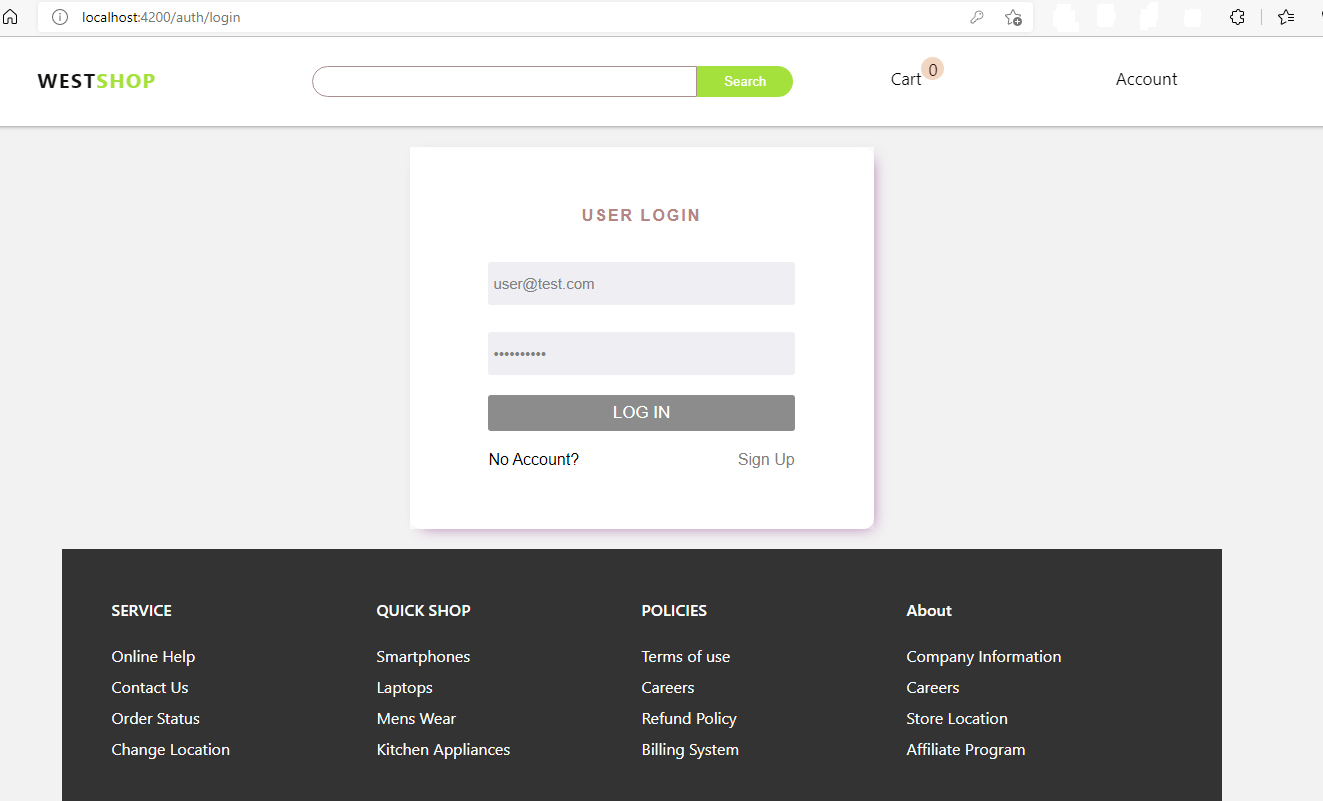 localhost:4200/auth/login
WESTSHOP
Search
Cart 0
Account
USER LOGIN
user@test.com
••••••••••
LOG IN
No Account? Sign Up
SERVICE QUICK SHOP POLICIES About
Online Help Smartphones Terms of use Company Information
Contact Us Laptops Careers Careers
Order Status Mens Wear Refund Policy Store Location
Change Location Kitchen Appliances Billing System Affiliate Program